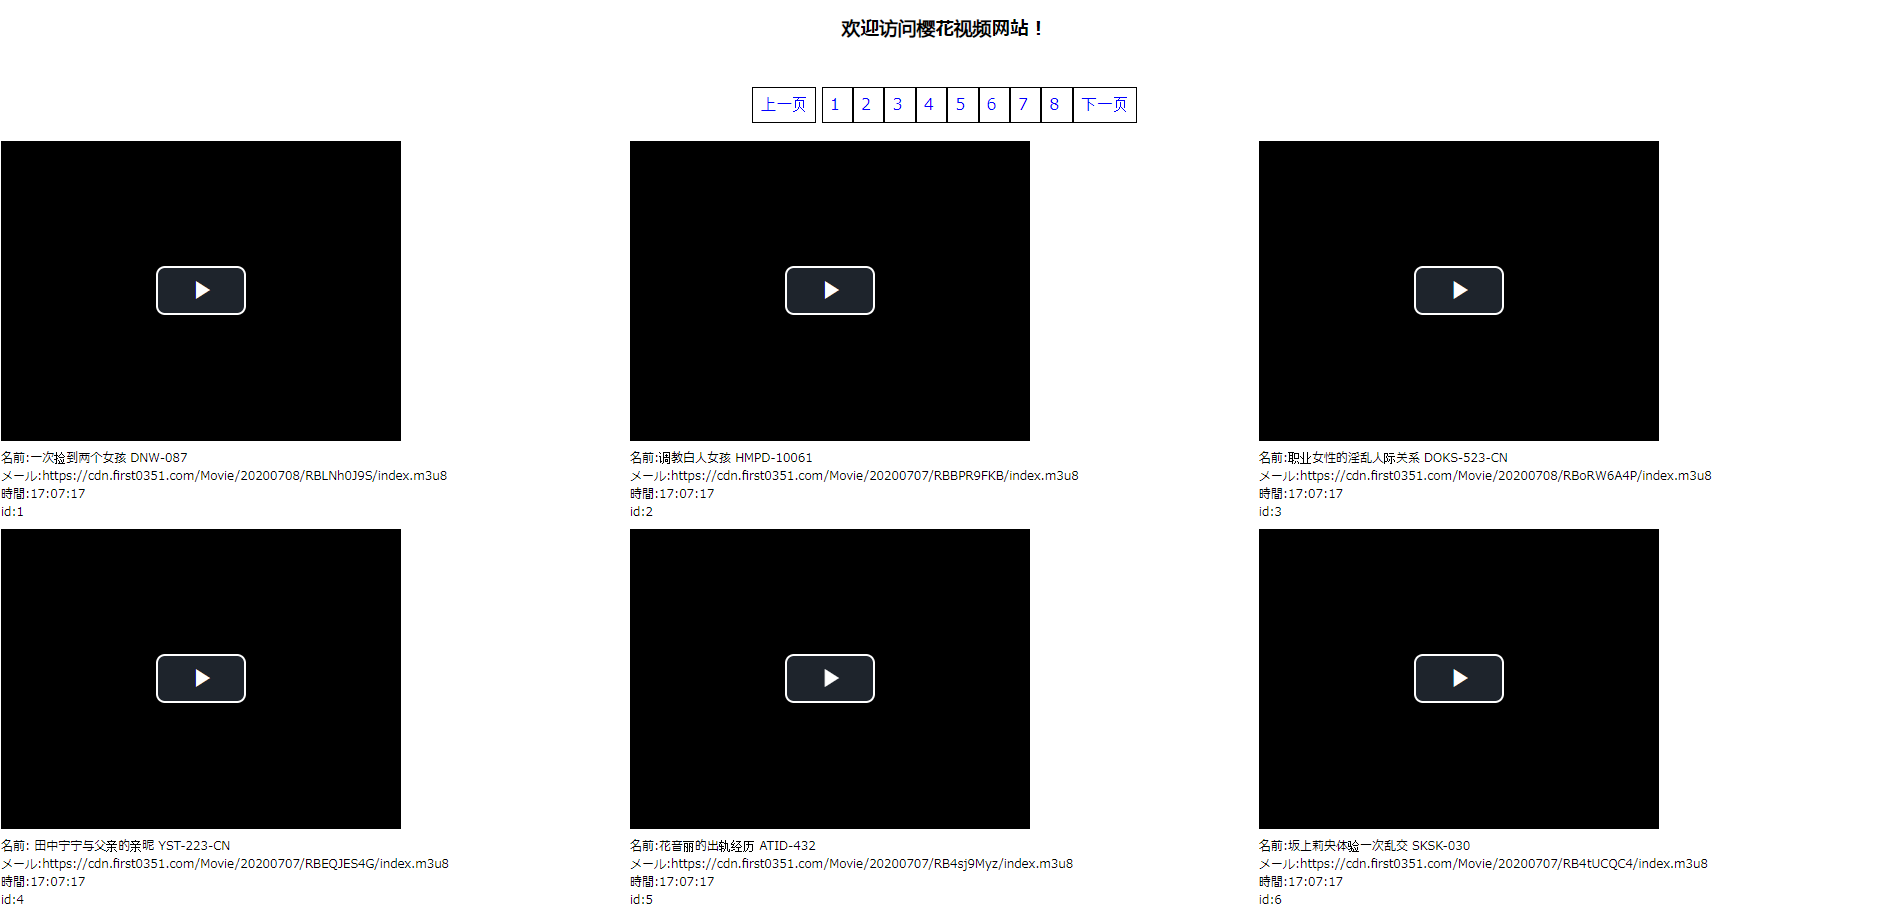 欢迎访问樱花视频网站！
上一页 1 2 3 4 5 6 7 8 下一页
名前:一次捡到两个女孩 DNW-087
メール:https://cdn.first0351.com/Movie/20200708/RBLNh0J9S/index.m3u8
時間:17:07:17
id:1
名前:调教白人女孩 HMPD-10061
メール:https://cdn.first0351.com/Movie/20200707/RBBPR9FKB/index.m3u8
時間:17:07:17
id:2
名前:职业女性的淫乱人际关系 DOKS-523-CN
メール:https://cdn.first0351.com/Movie/20200708/RBoRW6A4P/index.m3u8
時間:17:07:17
id:3
名前: 田中宁宁与父亲的亲昵 YST-223-CN
メール:https://cdn.first0351.com/Movie/20200707/RBEQJES4G/index.m3u8
時間:17:07:17
id:4
名前:花音丽的出轨经历 ATID-432
メール:https://cdn.first0351.com/Movie/20200707/RB4sj9Myz/index.m3u8
時間:17:07:17
id:5
名前:坂上莉央体验一次乱交 SKSK-030
メール:https://cdn.first0351.com/Movie/20200707/RB4tUCQC4/index.m3u8
時間:17:07:17
id:6